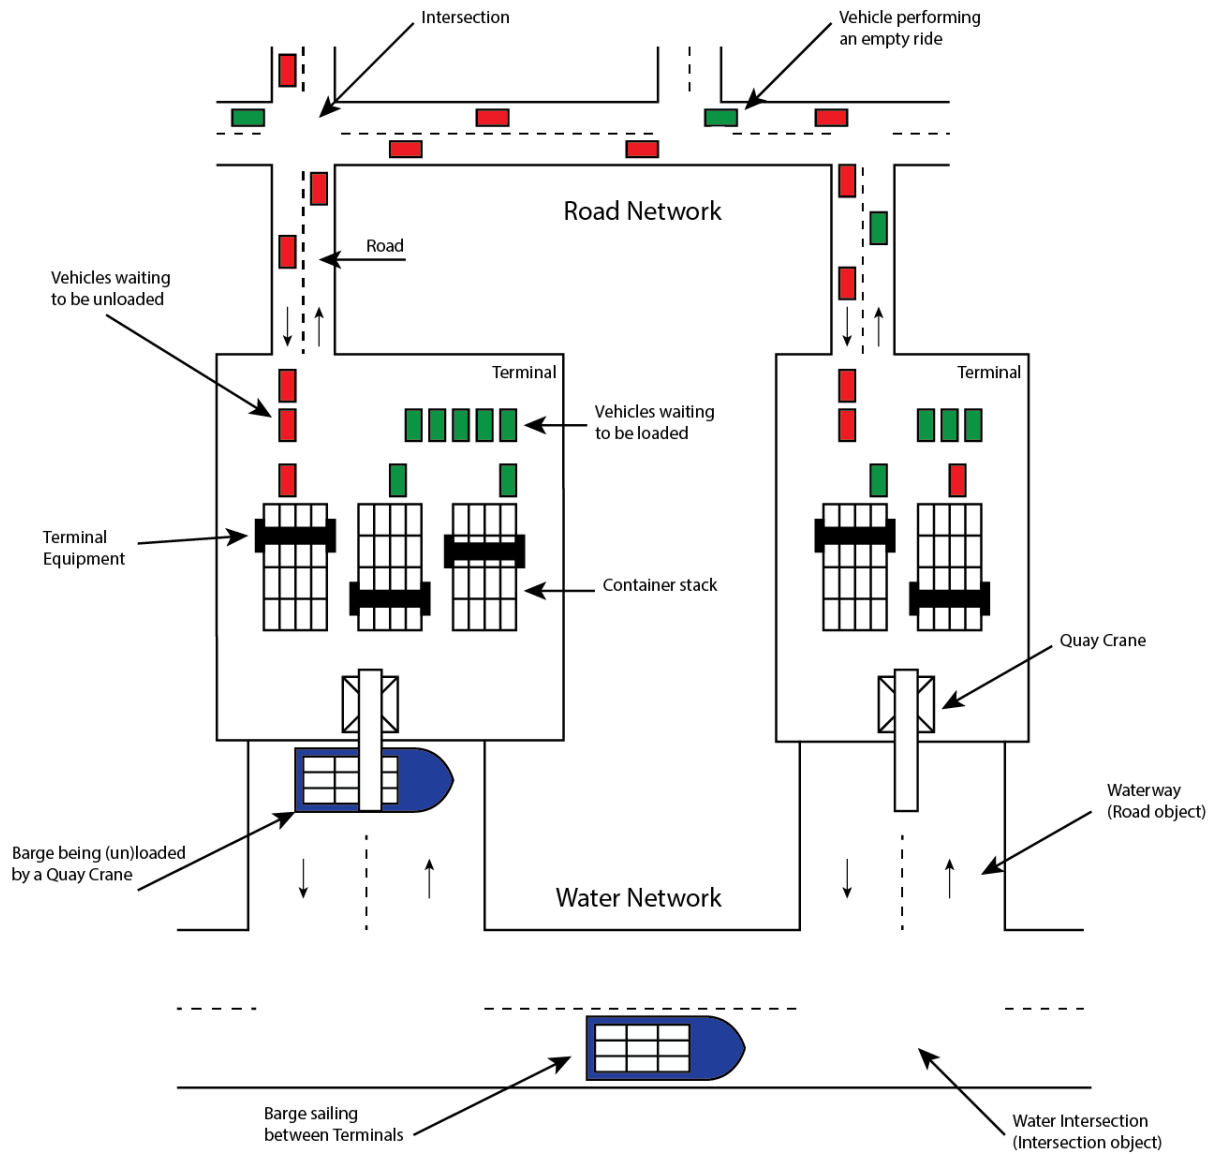 Intersection
Vehicle performing
an empty ride
Road Network
Road
Vehicles waiting
to be unloaded
Terminal
Terminal
Vehicles waiting
to be loaded
Terminal
Equipment
Container stack
Quay Crane
Waterway
(Road object)
Barge being (un)loaded
by a Quay Crane
Water Network
Barge sailing
between Terminals
Water Intersection
(Intersection object)